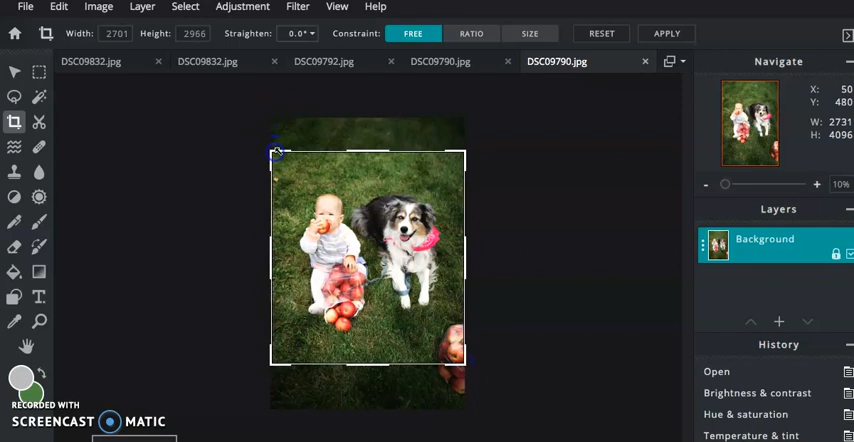 File Edit Image Layer Select Adjustment Filter View Help
Width: 2701 Height: 2966 Straighten: 0.0° Constraint: FREE RATIO SIZE RESET APPLY
DSC09832.jpg × DSC09832.jpg × DSC09792.jpg × DSC09790.jpg × DSC09790.jpg ×
Navigate
X: 50
Y: 480
W: 2731
H: 4096
- + 10%
Layers
Background
History
Open
Brightness & contrast
Hue & saturation
Temperature & tint
RECORDED WITH
SCREENCAST MATIC